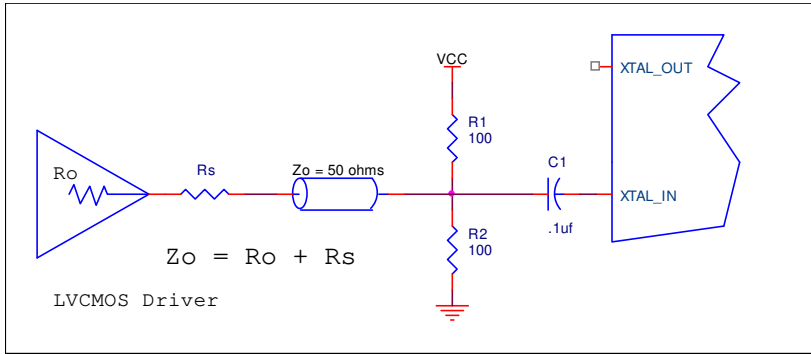 VCC
XTAL_OUT
R1
100
Ro
Rs
Zo = 50 ohms
C1
.1uf
XTAL_IN
R2
100
Zo = Ro + Rs
LVCMOS Driver